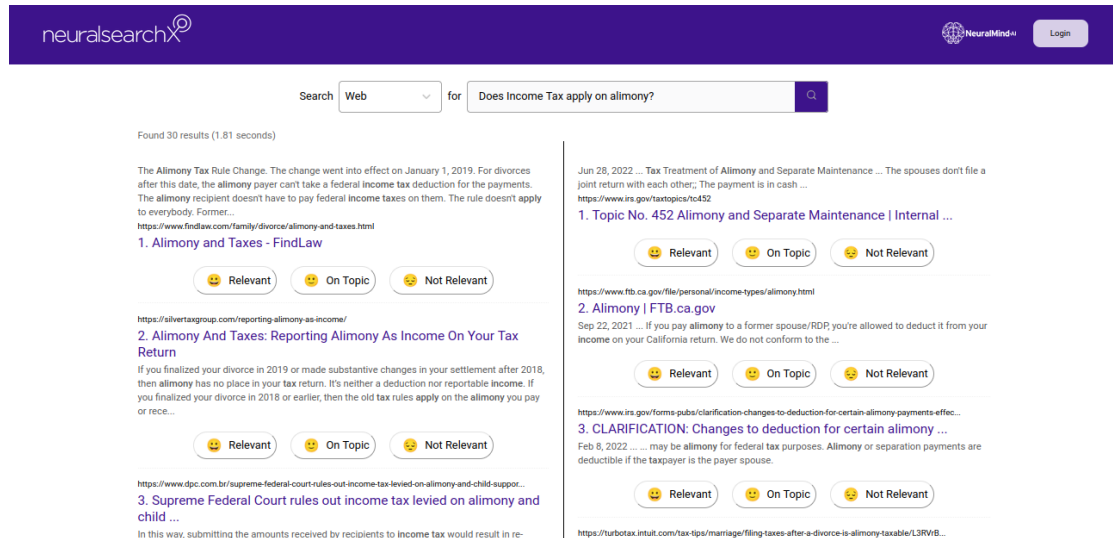 neuralsearchX
NeuralMind.AI
Login
Search
Web
for
Does Income Tax apply on alimony?
Found 30 results (1.81 seconds)
The Alimony Tax Rule Change. The change went into effect on January 1, 2019. For divorces
after this date, the alimony payer can't take a federal income tax deduction for the payments.
The alimony recipient doesn't have to pay federal income taxes on them. The rule doesn't apply
to everybody. Former...
https://www.findlaw.com/family/divorce/alimony-and-taxes.html
1. Alimony and Taxes - FindLaw
Relevant
On Topic
Not Relevant
https://silvertaxgroup.com/reporting-alimony-as-income/
2. Alimony And Taxes: Reporting Alimony As Income On Your Tax
Return
If you finalized your divorce in 2019 or made substantive changes in your settlement after 2018,
then alimony has no place in your tax return. It's neither a deduction nor reportable income. If
you finalized your divorce in 2018 or earlier, then the old tax rules apply on the alimony you pay
or rece...
Relevant
On Topic
Not Relevant
https://www.dpc.com.br/supreme-federal-court-rules-out-income-tax-levied-on-alimony-and-child-suppor...
3. Supreme Federal Court rules out income tax levied on alimony and
child ...
In this way, submitting the amounts received by recipients to income tax would result in re-
Jun 28, 2022 ... Tax Treatment of Alimony and Separate Maintenance ... The spouses don't file a
joint return with each other;; The payment is in cash ...
https://www.irs.gov/taxtopics/tc452
1. Topic No. 452 Alimony and Separate Maintenance | Internal ...
Relevant
On Topic
Not Relevant
https://www.ftb.ca.gov/file/personal/income-types/alimony.html
2. Alimony | FTB.ca.gov
Sep 22, 2021 ... If you pay alimony to a former spouse/RDP, you're allowed to deduct it from your
income on your California return. We do not conform to the ...
Relevant
On Topic
Not Relevant
https://www.irs.gov/forms-pubs/clarification-changes-to-deduction-for-certain-alimony-payments-effec...
3. CLARIFICATION: Changes to deduction for certain alimony ...
Feb 8, 2022 ... ... may be alimony for federal tax purposes. Alimony or separation payments are
deductible if the taxpayer is the payer spouse.
Relevant
On Topic
Not Relevant
https://turbotax.intuit.com/tax-tips/marriage/filing-taxes-after-a-divorce-is-alimony-taxable/L3RVrB...